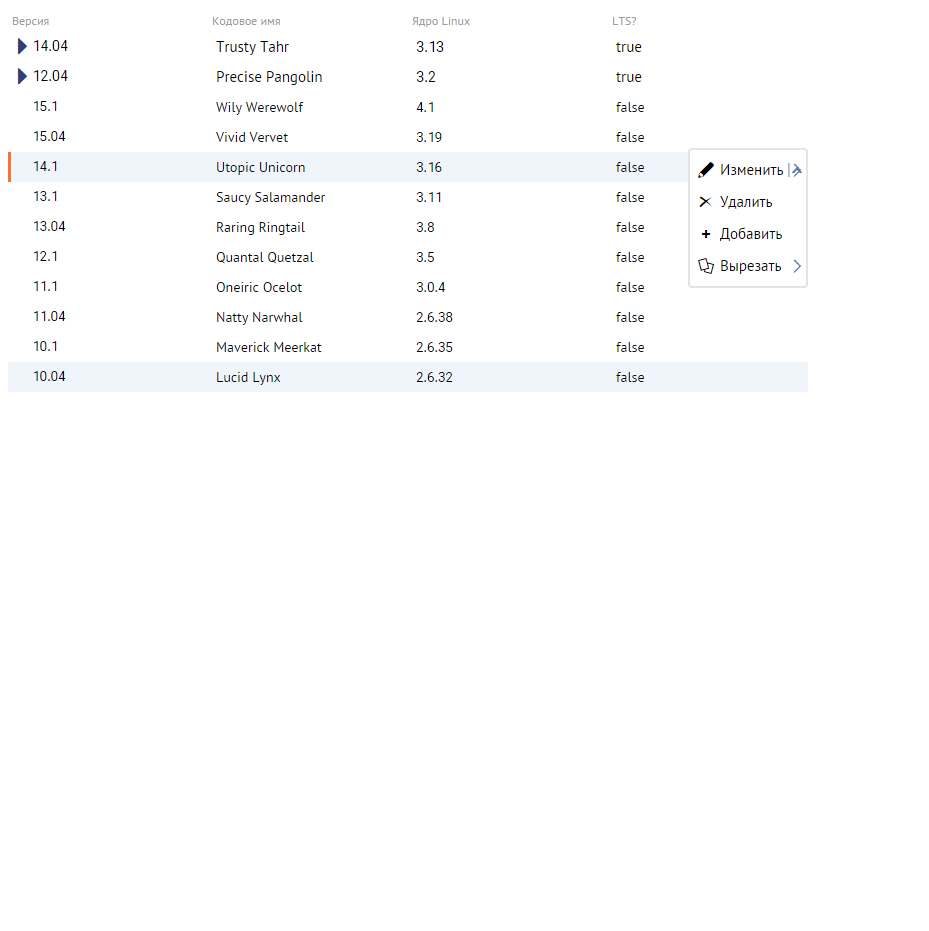 Версия Кодовое имя Ядро Linux LTS?
14.04 Trusty Tahr 3.13 true
12.04 Precise Pangolin 3.2 true
15.1 Wily Werewolf 4.1 false
15.04 Vivid Vervet 3.19 false
14.1 Utopic Unicorn 3.16 false
13.1 Saucy Salamander 3.11 false
13.04 Raring Ringtail 3.8 false
12.1 Quantal Quetzal 3.5 false
11.1 Oneiric Ocelot 3.0.4 false
11.04 Natty Narwhal 2.6.38 false
10.1 Maverick Meerkat 2.6.35 false
10.04 Lucid Lynx 2.6.32 false
Изменить
Удалить
Добавить
Вырезать